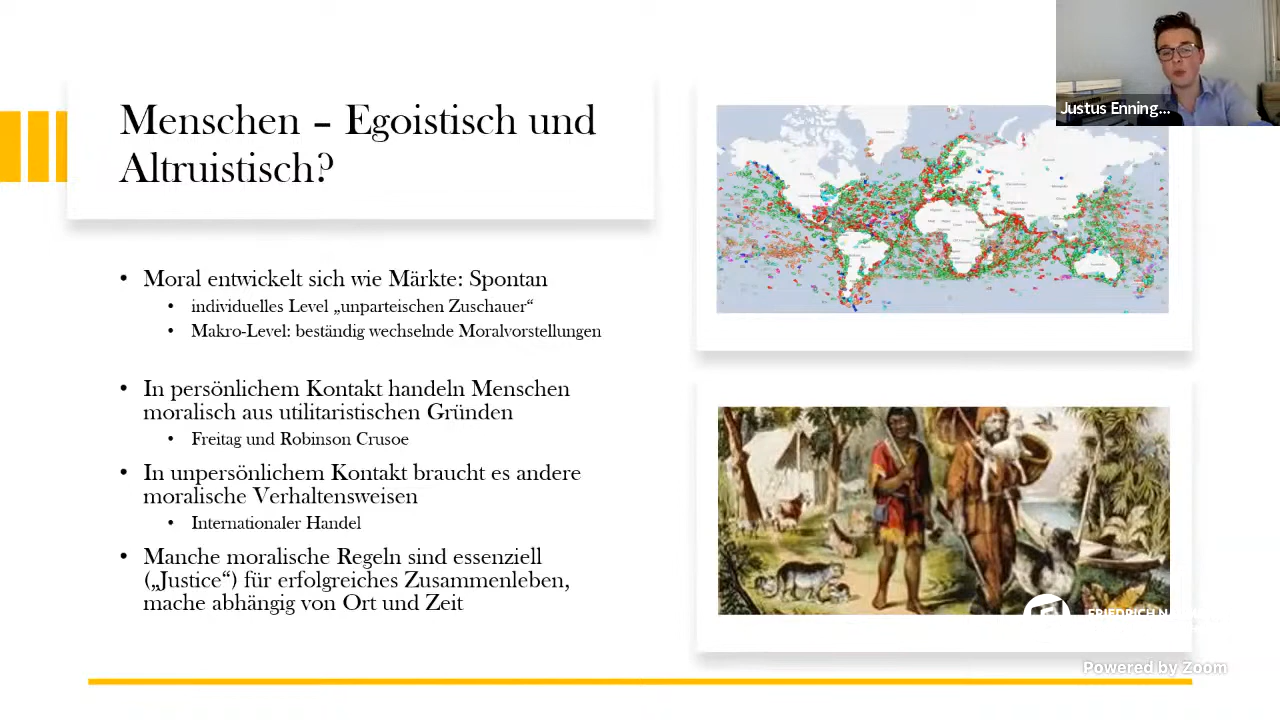 Justus Enning...
Menschen – Egoistisch und
Altruistisch?
• Moral entwickelt sich wie Märkte: Spontan
• individuelles Level „unparteischen Zuschauer“
• Makro-Level: beständig wechselnde Moralvorstellungen
• In persönlichem Kontakt handeln Menschen
moralisch aus utilitaristischen Gründen
• Freitag und Robinson Crusoe
• In unpersönlichem Kontakt braucht es andere
moralische Verhaltensweisen
• Internationaler Handel
• Manche moralische Regeln sind essenziell
(„Justice“) für erfolgreiches Zusammenleben,
mache abhängig von Ort und Zeit
FRIEDRICH
Powered by Zoom